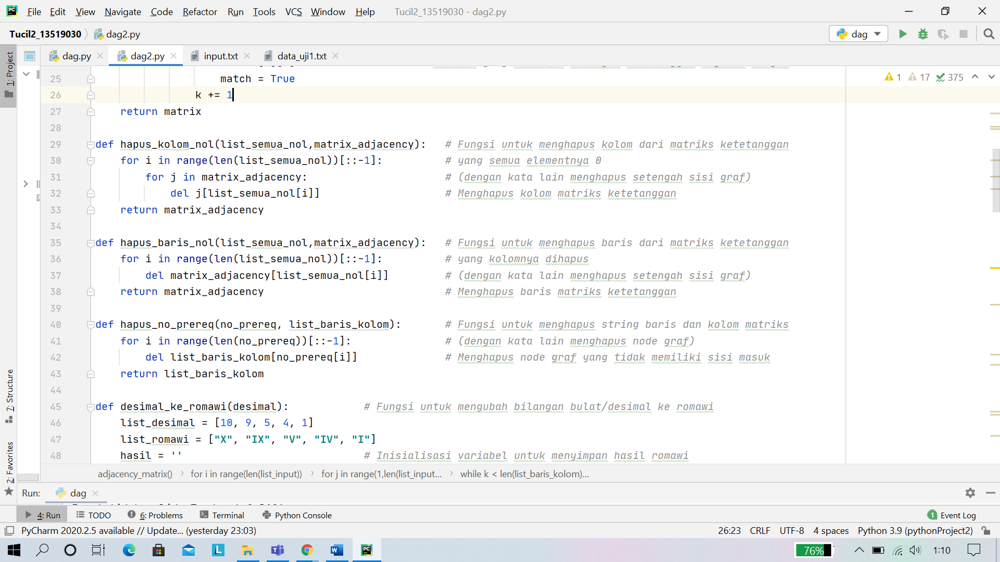 File Edit View Navigate Code Refactor Run Tools VCS Window Help Tucil2_13519030 - dag2.py
Tucil2_13519030 dag2.py dag
dag.py dag2.py input.txt data_uji1.txt
1: Project
7: Structure
2: Favorites
1 17 375
25 match = True
26 k += 1
27 return matrix
28
29 def hapus_kolom_nol(list_semua_nol,matrix_adjacency): # Fungsi untuk menghapus kolom dari matriks ketetanggan
30 for i in range(len(list_semua_nol))[::-1]: # yang semua elementnya 0
31 for j in matrix_adjacency: # (dengan kata lain menghapus setengah sisi graf)
32 del j[list_semua_nol[i]] # Menghapus kolom matriks ketetanggan
33 return matrix_adjacency
34
35 def hapus_baris_nol(list_semua_nol,matrix_adjacency): # Fungsi untuk menghapus baris dari matriks ketetanggan
36 for i in range(len(list_semua_nol))[::-1]: # yang kolomnya dihapus
37 del matrix_adjacency[list_semua_nol[i]] # (dengan kata lain menghapus setengah sisi graf)
38 return matrix_adjacency # Menghapus baris matriks ketetanggan
39
40 def hapus_no_prereq(no_prereq, list_baris_kolom): # Fungsi untuk menghapus string baris dan kolom matriks
41 for i in range(len(no_prereq))[::-1]: # (dengan kata lain menghapus node graf)
42 del list_baris_kolom[no_prereq[i]] # Menghapus node graf yang tidak memiliki sisi masuk
43 return list_baris_kolom
44
45 def desimal_ke_romawi(desimal): # Fungsi untuk mengubah bilangan bulat/desimal ke romawi
46 list_desimal = [10, 9, 5, 4, 1]
47 list_romawi = ["X", "IX", "V", "IV", "I"]
48 hasil = '' # Inisialisasi variabel untuk menyimpan hasil romawi
adjacency_matrix() for i in range(len(list_input)) for j in range(1,len(list_input... while k < len(list_baris_kolom)...
Run: dag
4: Run TODO 6: Problems Terminal Python Console 1 Event Log
PyCharm 2020.2.5 available // Update... (yesterday 23:03) 26:23 CRLF UTF-8 4 spaces Python 3.9 (pythonProject2)
76% 1:10